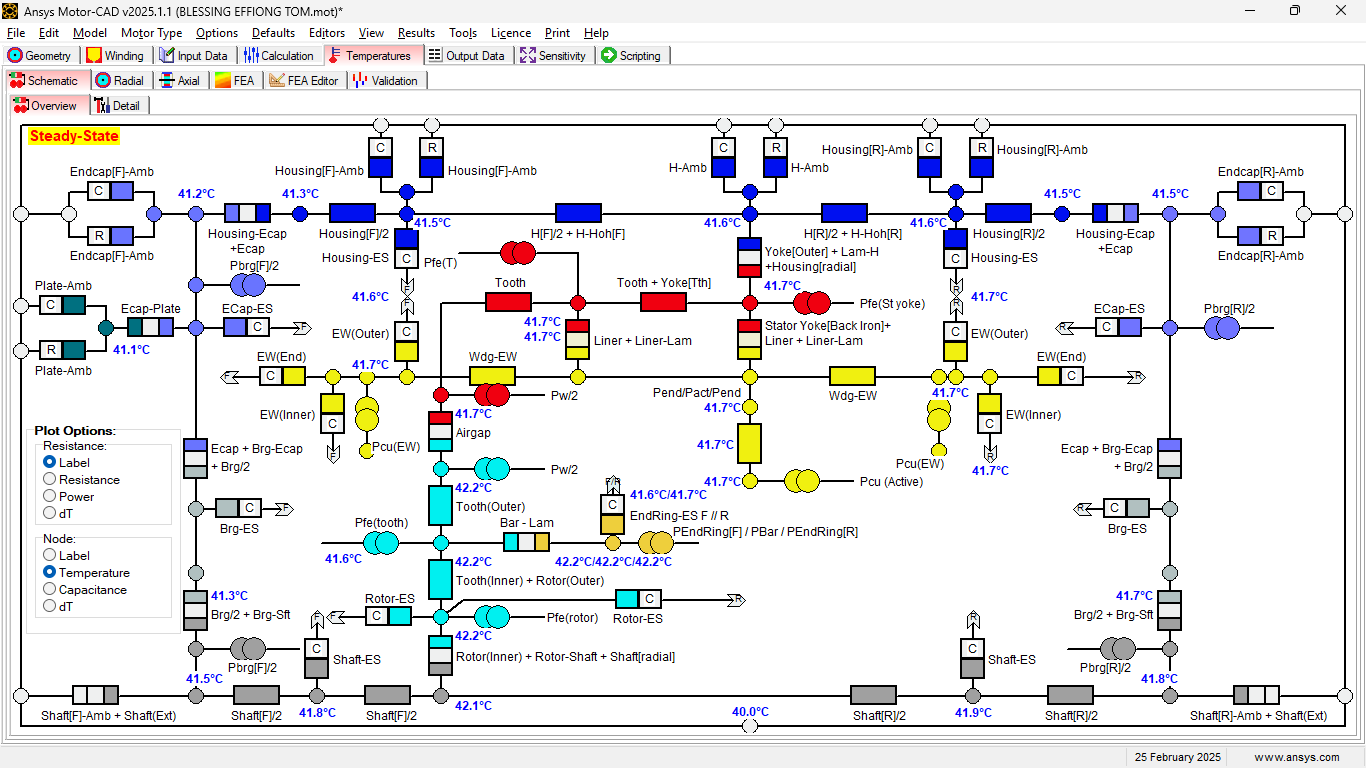 Ansys Motor-CAD v2025.1.1 (BLESSING EFFIONG TOM.mot)*
File Edit Model Motor Type Options Defaults Editors View Results Tools Licence Print Help
Geometry Winding Input Data Calculation Temperatures Output Data Sensitivity Scripting
Schematic Radial Axial FEA FEA Editor Validation
Overview Detail
Steady-State
C R C R C R
Housing[F]-Amb Housing[F]-Amb H-Amb H-Amb Housing[R]-Amb Housing[R]-Amb
Endcap[F]-Amb Endcap[R]-Amb
C C
41.2°C 41.3°C 41.5°C 41.5°C
41.5°C 41.6°C 41.6°C
R R
Housing-Ecap
+Ecap
Housing[F]/2 H[F]/2 + H-Hoh[F] H[R]/2 + H-Hoh[R] Housing[R]/2
Housing-Ecap
+Ecap
Endcap[F]-Amb Endcap[R]-Amb
Housing-ES C Pfe(T)
Yoke[Outer] + Lam-H
+Housing[radial]
C Housing-ES
Pbrg[F]/2
Plate-Amb
C
Tooth Tooth + Yoke[Tth] 41.7°C
F R
41.6°C F R 41.7°C
Pfe(St yoke)
Ecap-Plate ECap-ES ECap-ES Pbrg[R]/2
C F R C
41.7°C
41.7°C
Stator Yoke[Back Iron]+
Liner + Liner-Lam
EW(Outer) C C EW(Outer)
R 41.1°C Liner + Liner-Lam
Plate-Amb
EW(End) 41.7°C Wdg-EW EW(End)
F C C R
Pend/Pact/Pend Wdg-EW 41.7°C
Pw/2
41.7°C 41.7°C
EW(Inner) C C EW(Inner)
Airgap
Plot Options:
Resistance:
Label
Resistance
Power
dT
Node:
Label
Temperature
Capacitance
dT
Ecap + Brg-Ecap
+ Brg/2
F Pcu(EW) 41.7°C
R Pcu(EW) 41.7°C
Ecap + Brg-Ecap
+ Brg/2
Pw/2
42.2°C 41.7°C Pcu (Active)
F/R
41.6°C/41.7°C
C F C R C
Brg-ES Brg-ES
Tooth(Outer) EndRing-ES F // R
Pfe(tooth) Bar - Lam PEndRing[F] / PBar / PEndRing[R]
41.6°C 42.2°C 42.2°C/42.2°C/42.2°C
Tooth(Inner) + Rotor(Outer)
41.3°C 41.7°C
Brg/2 + Brg-Sft Brg/2 + Brg-Sft
Rotor-ES
F F C C R R
Pfe(rotor) Rotor-ES
42.2°C
C Shaft-ES Rotor(Inner) + Rotor-Shaft + Shaft[radial] C Shaft-ES
Pbrg[F]/2 Pbrg[R]/2
41.5°C 41.8°C
Shaft[F]-Amb + Shaft(Ext) Shaft[F]/2 41.8°C Shaft[F]/2 42.1°C 40.0°C Shaft[R]/2 41.9°C Shaft[R]/2 Shaft[R]-Amb + Shaft(Ext)
25 February 2025 www.ansys.com